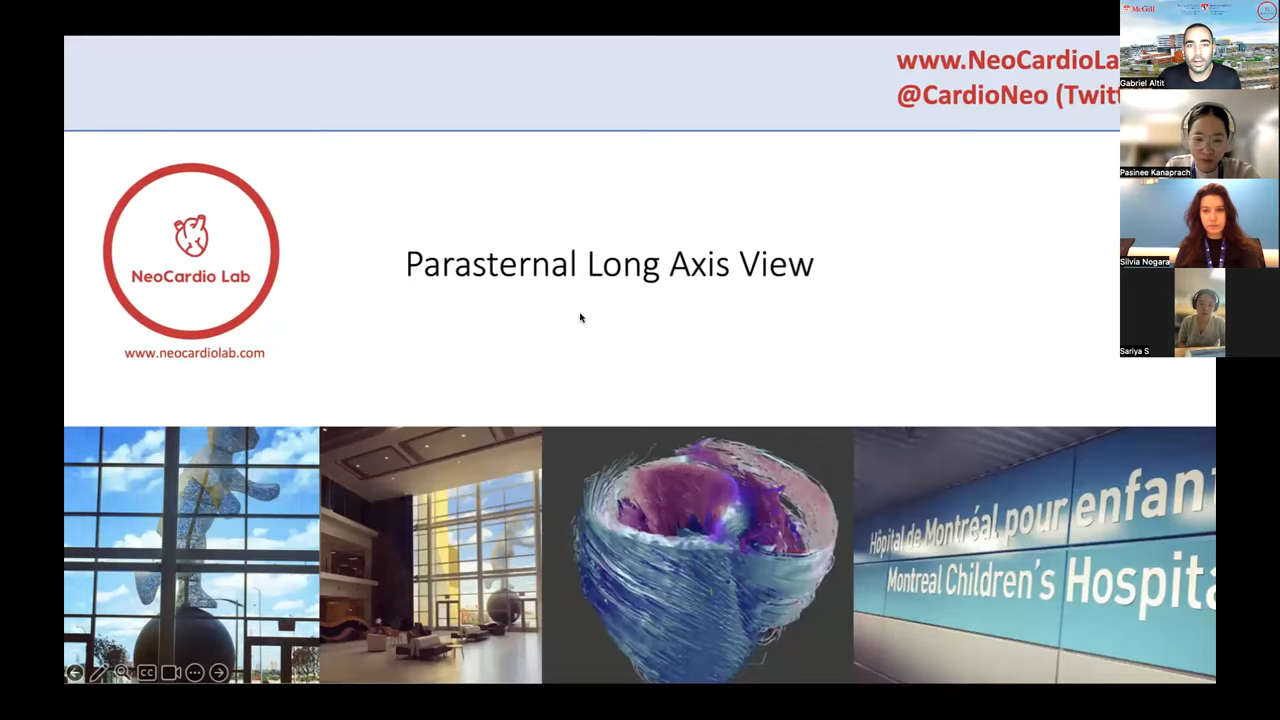 www.NeoCardioLa
@CardioNeo (Twitt
NeoCardio Lab
www.neocardiolab.com
Parasternal Long Axis View
Hôpital de Montréal pour enfan
Montreal Children's Hospita
CC
McGill
Gabriel Altit
Pasinee Kanaprach
Silvia Nogara
Sariya S